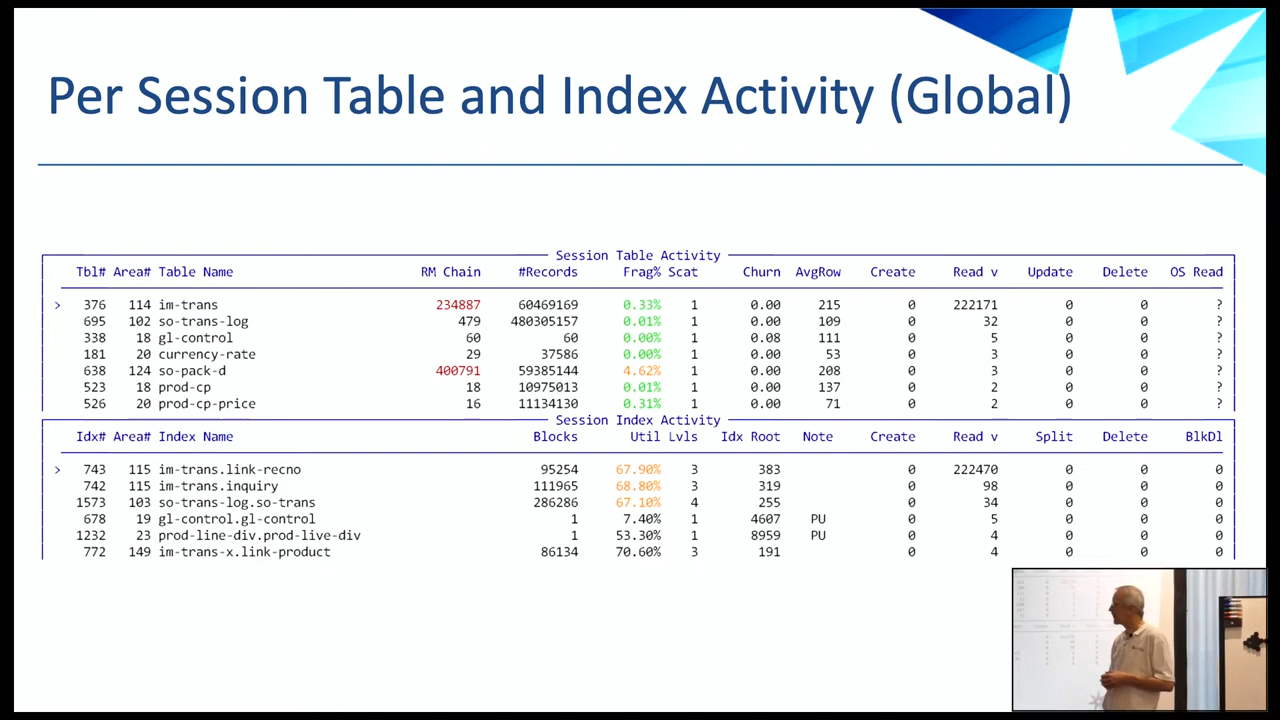 Per Session Table and Index Activity (Global)
Session Table Activity
Tbl# Area# Table Name RM Chain #Records Frag% Scat Churn AvgRow Create Read v Update Delete OS Read
> 376 114 im-trans 234887 60469169 0.33% 1 0.00 215 0 222171 0 0 ?
695 102 so-trans-log 479 480305157 0.01% 1 0.00 109 0 32 0 0 ?
338 18 gl-control 60 60 0.00% 1 0.08 111 0 5 0 0 ?
181 20 currency-rate 29 37586 0.00% 1 0.00 53 0 3 0 0 ?
638 124 so-pack-d 400791 59385144 4.62% 1 0.00 208 0 3 0 0 ?
523 18 prod-cp 18 10975013 0.01% 1 0.00 137 0 2 0 0 ?
526 20 prod-cp-price 16 11134130 0.31% 1 0.00 71 0 2 0 0 ?
Session Index Activity
Idx# Area# Index Name Blocks Util Lvls Idx Root Note Create Read v Split Delete BlkDl
> 743 115 im-trans.link-recno 95254 67.90% 3 383 0 222470 0 0 0
742 115 im-trans.inquiry 111965 68.80% 3 319 0 98 0 0 0
1573 103 so-trans-log.so-trans 286286 67.10% 4 255 0 34 0 0 0
678 19 gl-control.gl-control 1 7.40% 1 4607 PU 0 5 0 0 0
1232 23 prod-line-div.prod-live-div 1 53.30% 1 8959 PU 0 4 0 0 0
772 149 im-trans-x.link-product 86134 70.60% 3 191 0 4 0 0 0